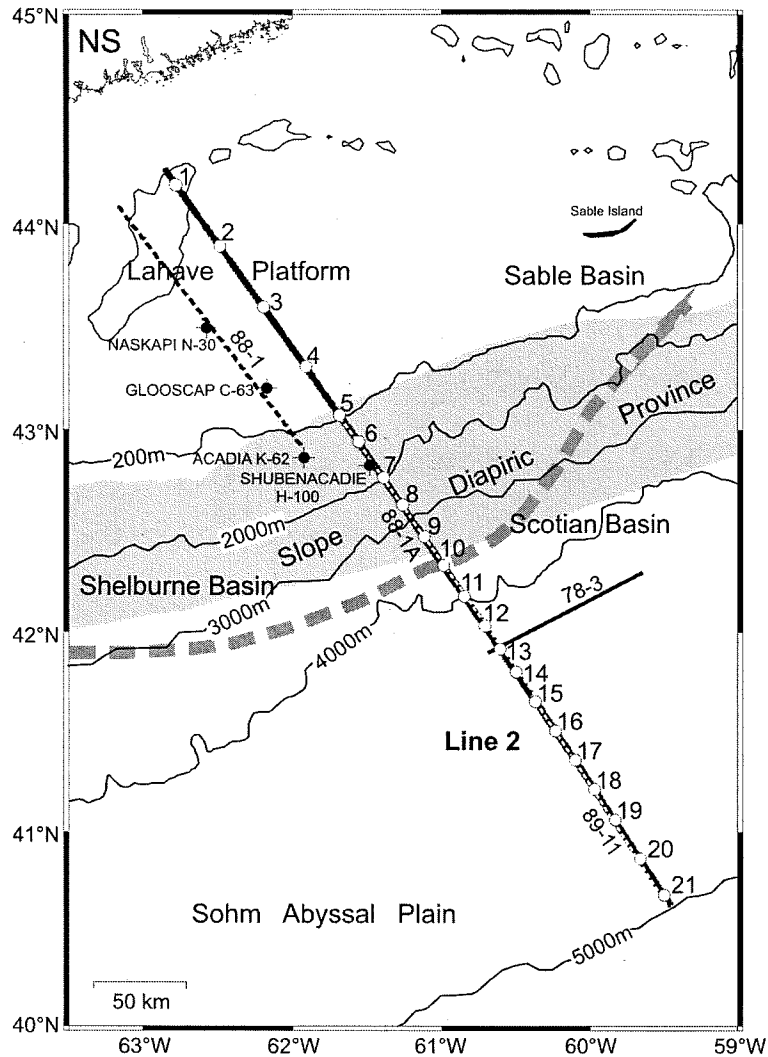 45°N
NS
1
44°N
Sable Island
2
Lahave Platform
Sable Basin
3
NASKAPI N-30
88-1
4
GLOOSCAP C-63
Province
5
43°N
6
200m
ACADIA K-62
7
SHUBENACADIE
H-100
Diapiric
8
88-1A
9
2000m
Slope
Scotian Basin
10
Shelburne Basin
11
78-3
3000m
12
42°N
4000m
13
14
15
Line 2
16
17
18
89-11
19
41°N
20
21
Sohm Abyssal Plain
5000m
50 km
40°N
63°W
62°W
61°W
60°W
59°W